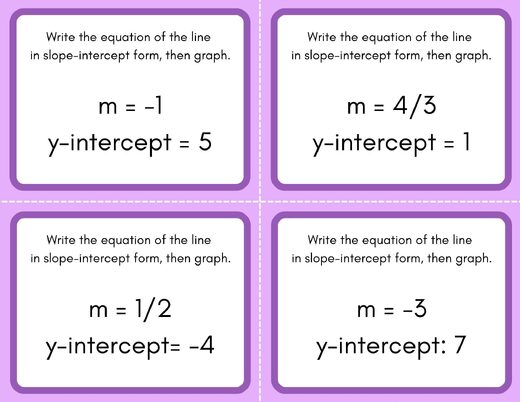 Write the equation of the line
in slope-intercept form, then graph.
m = -1
y-intercept = 5
Write the equation of the line
in slope-intercept form, then graph.
m = 4/3
y-intercept = 1
Write the equation of the line
in slope-intercept form, then graph.
m = 1/2
y-intercept= -4
Write the equation of the line
in slope-intercept form, then graph.
m = -3
y-intercept: 7